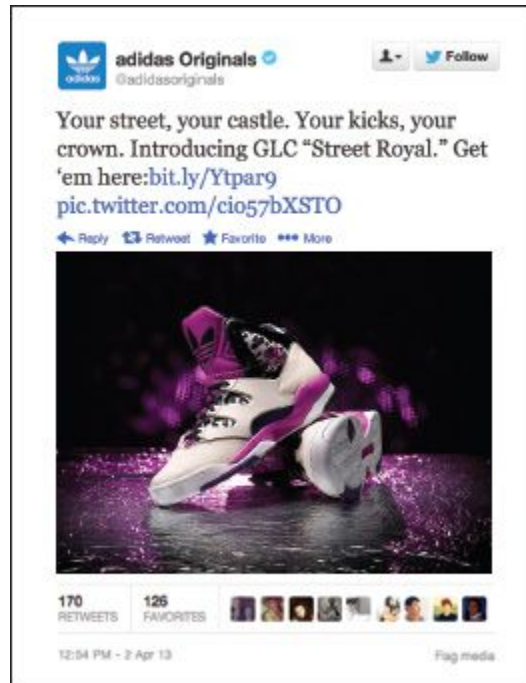 adidas Originals
adidas
@adidasoriginals
Follow
Your street, your castle. Your kicks, your
crown. Introducing GLC “Street Royal.” Get
‘em here:bit.ly/Ytpar9
pic.twitter.com/cio57bXSTO
Reply Retweet Favorite More
170 126
RETWEETS FAVORITES
12:54 PM - 2 Apr 13 Flag media